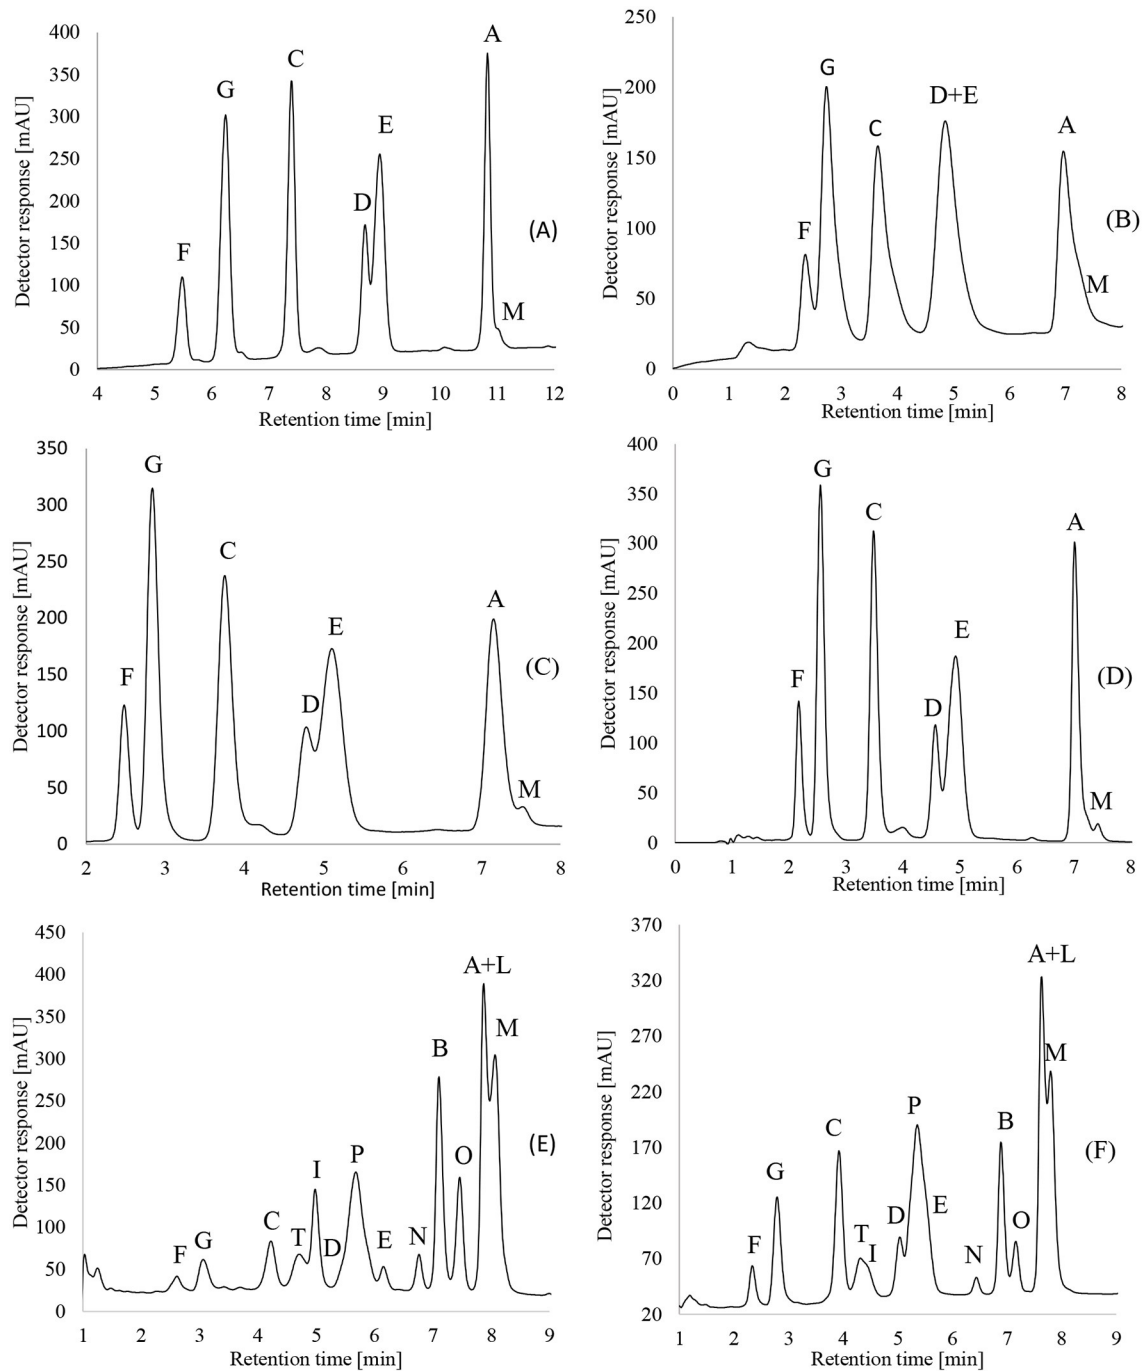 400
350
300
250
200
150
100
50
0
Detector response [mAU]
F
G
C
D
E
A
M
(A)
4 5 6 7 8 9 10 11 12
Retention time [min]
250
200
150
100
50
0
Detector response [mAU]
F
G
C
D+E
A
M
(B)
0 1 2 3 4 5 6 7 8
Retention time [min]
350
300
250
200
150
100
50
0
Detector response [mAU]
F
G
C
D
E
A
M
(C)
2 3 4 5 6 7 8
Retention time [min]
400
350
300
250
200
150
100
50
0
Detector response [mAU]
F
G
C
D
E
A
M
(D)
0 1 2 3 4 5 6 7 8
Retention time [min]
450
400
350
300
250
200
150
100
50
0
Detector response [mAU]
F
G
C
T
I
D
P
E
N
B
O
A+L
M
(E)
1 2 3 4 5 6 7 8 9
Retention time [min]
370
320
270
220
170
120
70
20
Detector response [mAU]
F
G
C
T
I
D
P
E
N
B
O
A+L
M
(F)
1 2 3 4 5 6 7 8 9
Retention time [min]